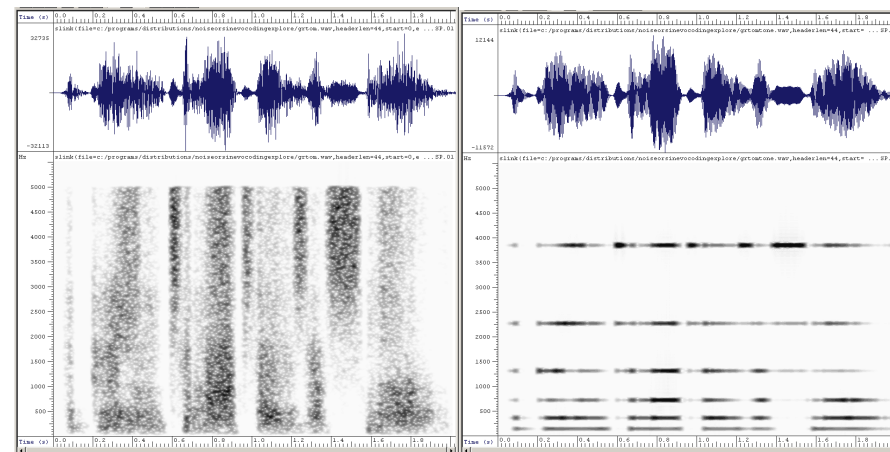 Time (s) 0.0 0.2 0.4 0.6 0.8 1.0 1.2 1.4 1.6 1.8
slink(file=c:/programs/distributions/noiseorsinevocodingexplore/grtom.wav,headerlen=44,start=0,e ...SP.01
32735
-32113
Hz
slink(file=c:/programs/distributions/noiseorsinevocodingexplore/grtom.wav,headerlen=44,start=0,e ...SP.01
5000
4500
4000
3500
3000
2500
2000
1500
1000
500
Time (s) 0.0 0.2 0.4 0.6 0.8 1.0 1.2 1.4 1.6 1.8
Time (s) 0.0 0.2 0.4 0.6 0.8 1.0 1.2 1.4 1.6 1.8
slink(file=c:/programs/distributions/noiseorsinevocodingexplore/grtomtone.wav,headerlen=44,start= ...SP.
12144
-11572
Hz
slink(file=c:/programs/distributions/noiseorsinevocodingexplore/grtomtone.wav,headerlen=44,start= ...SP.
5000
4500
4000
3500
3000
2500
2000
1500
1000
500
Time (s) 0.0 0.2 0.4 0.6 0.8 1.0 1.2 1.4 1.6 1.8